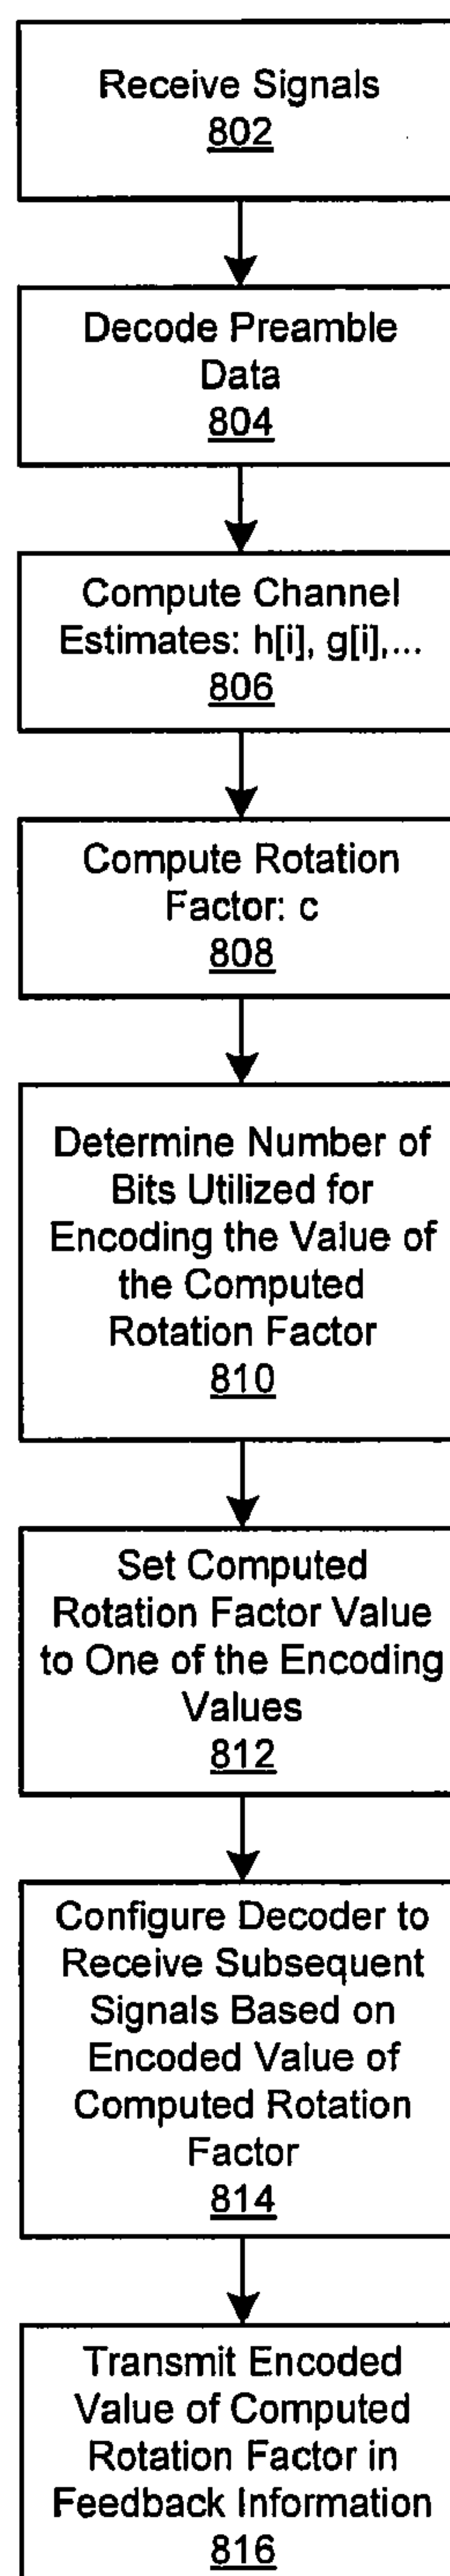 Receive Signals
802
Decode Preamble
Data
804
Compute Channel
Estimates: h[i], g[i],...
806
Compute Rotation
Factor: c
808
Determine Number of
Bits Utilized for
Encoding the Value of
the Computed
Rotation Factor
810
Set Computed
Rotation Factor Value
to One of the Encoding
Values
812
Configure Decoder to
Receive Subsequent
Signals Based on
Encoded Value of
Computed Rotation
Factor
814
Transmit Encoded
Value of Computed
Rotation Factor in
Feedback Information
816